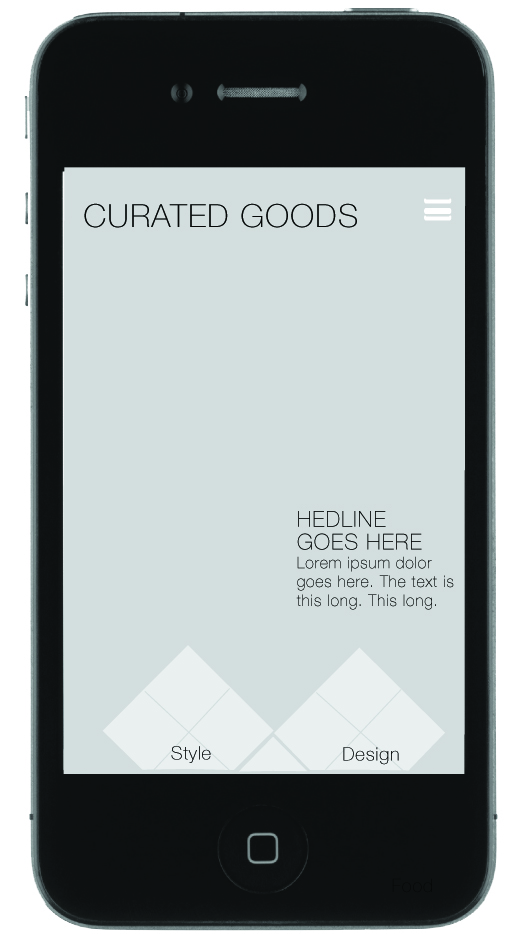 CURATED GOODS
HEDLINE
GOES HERE
Lorem ipsum dolor
goes here. The text is
this long. This long.
Style
Design
Food